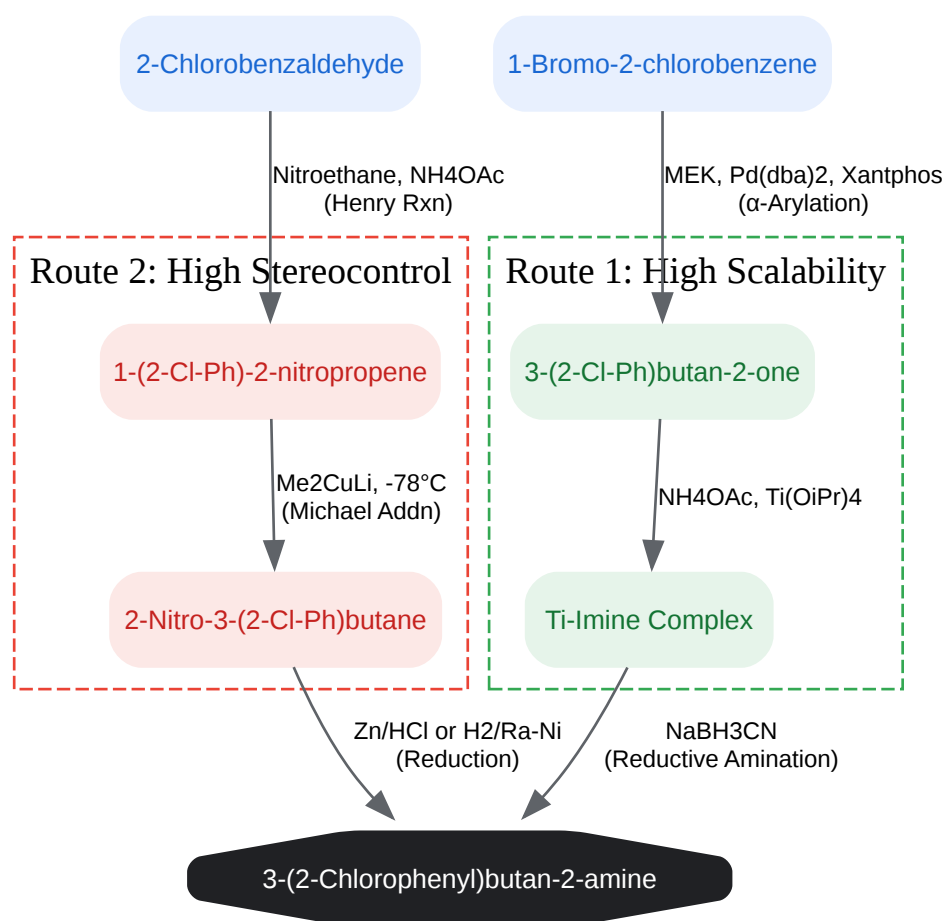 2-Chlorobenzaldehyde
1-Bromo-2-chlorobenzene
Nitroethane, NH4OAc
(Henry Rxn)
MEK, Pd(dba)2, Xantphos
(α-Arylation)
Route 2: High Stereocontrol
Route 1: High Scalability
1-(2-Cl-Ph)-2-nitropropene
3-(2-Cl-Ph)butan-2-one
Me2CuLi, -78°C
(Michael Addn)
NH4OAc, Ti(OiPr)4
2-Nitro-3-(2-Cl-Ph)butane
Ti-Imine Complex
Zn/HCl or H2/Ra-Ni
(Reduction)
NaBH3CN
(Reductive Amination)
3-(2-Chlorophenyl)butan-2-amine